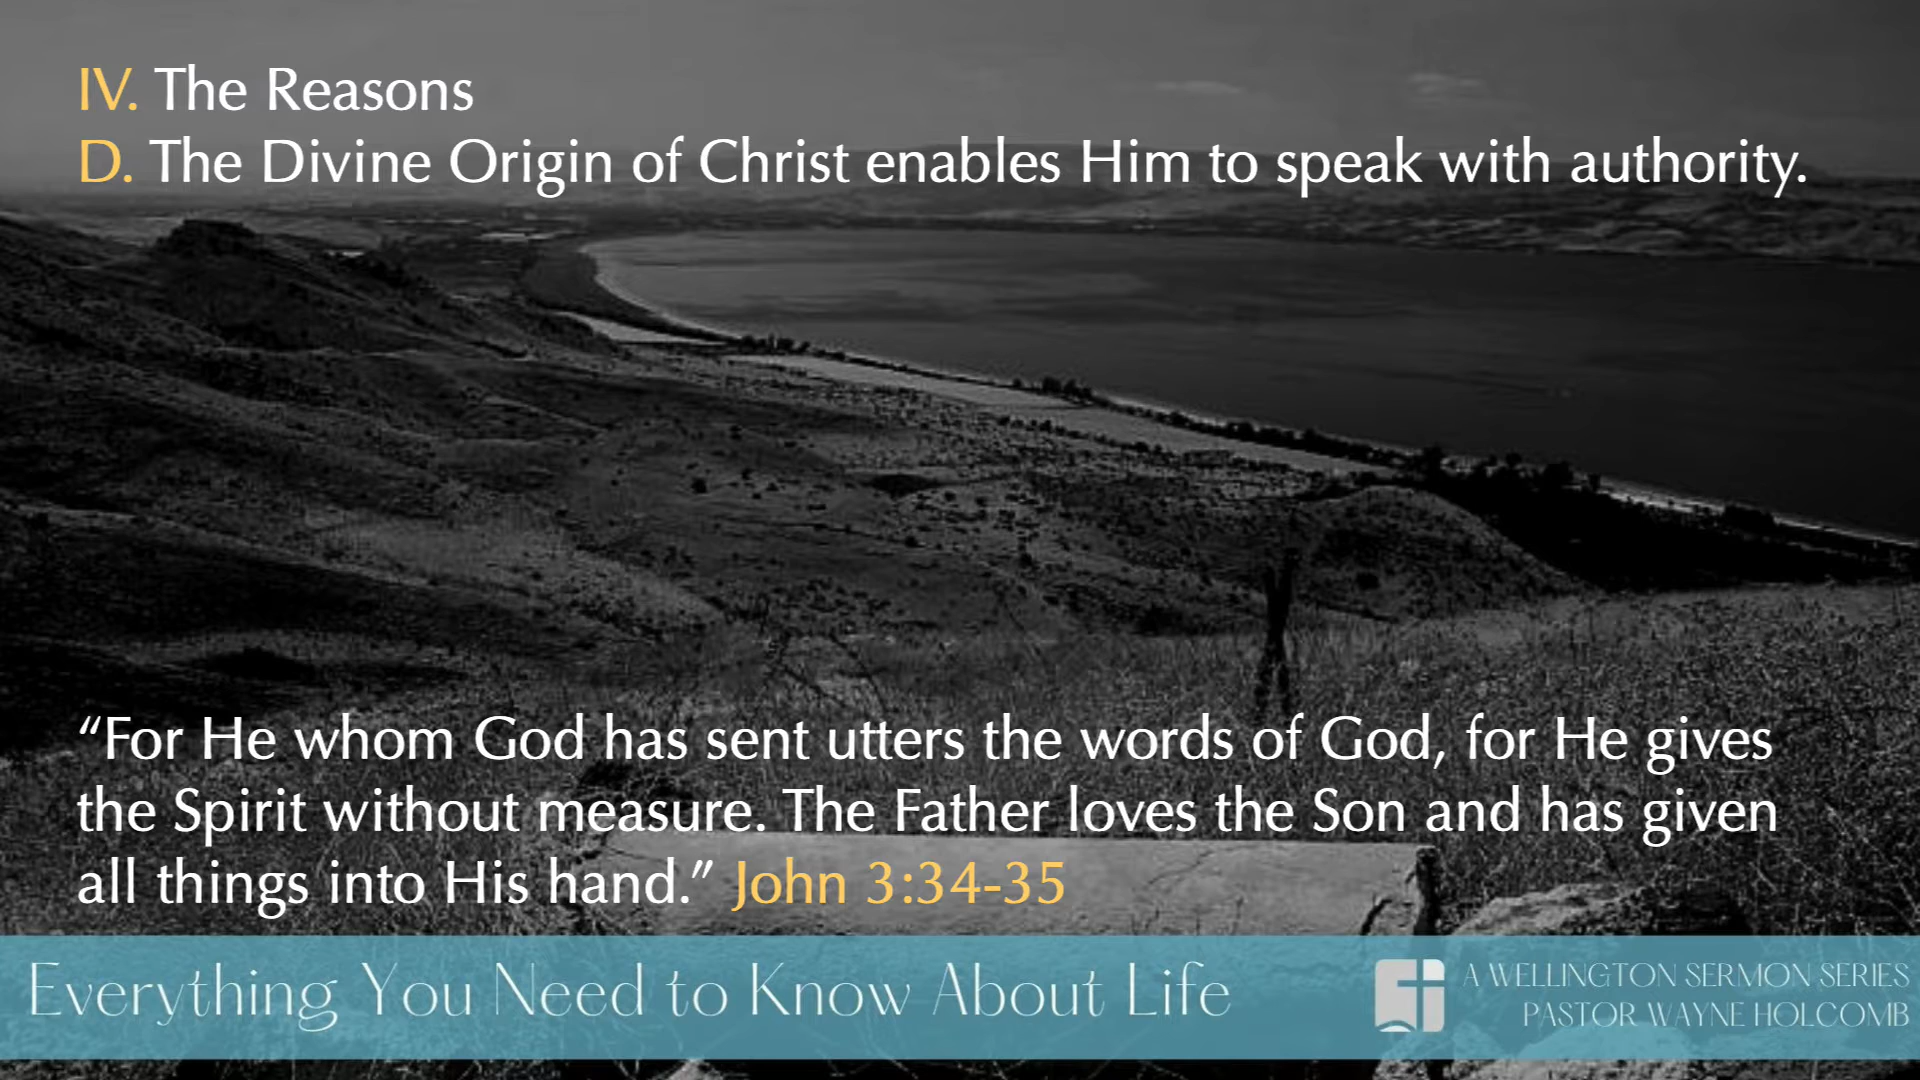 IV. The Reasons
D. The Divine Origin of Christ enables Him to speak with authority.
“For He whom God has sent utters the words of God, for He gives
the Spirit without measure. The Father loves the Son and has given
all things into His hand.” John 3:34-35
Everything You Need to Know About Life
A WELLINGTON SERMON SERIES
PASTOR WAYNE HOLCOMB